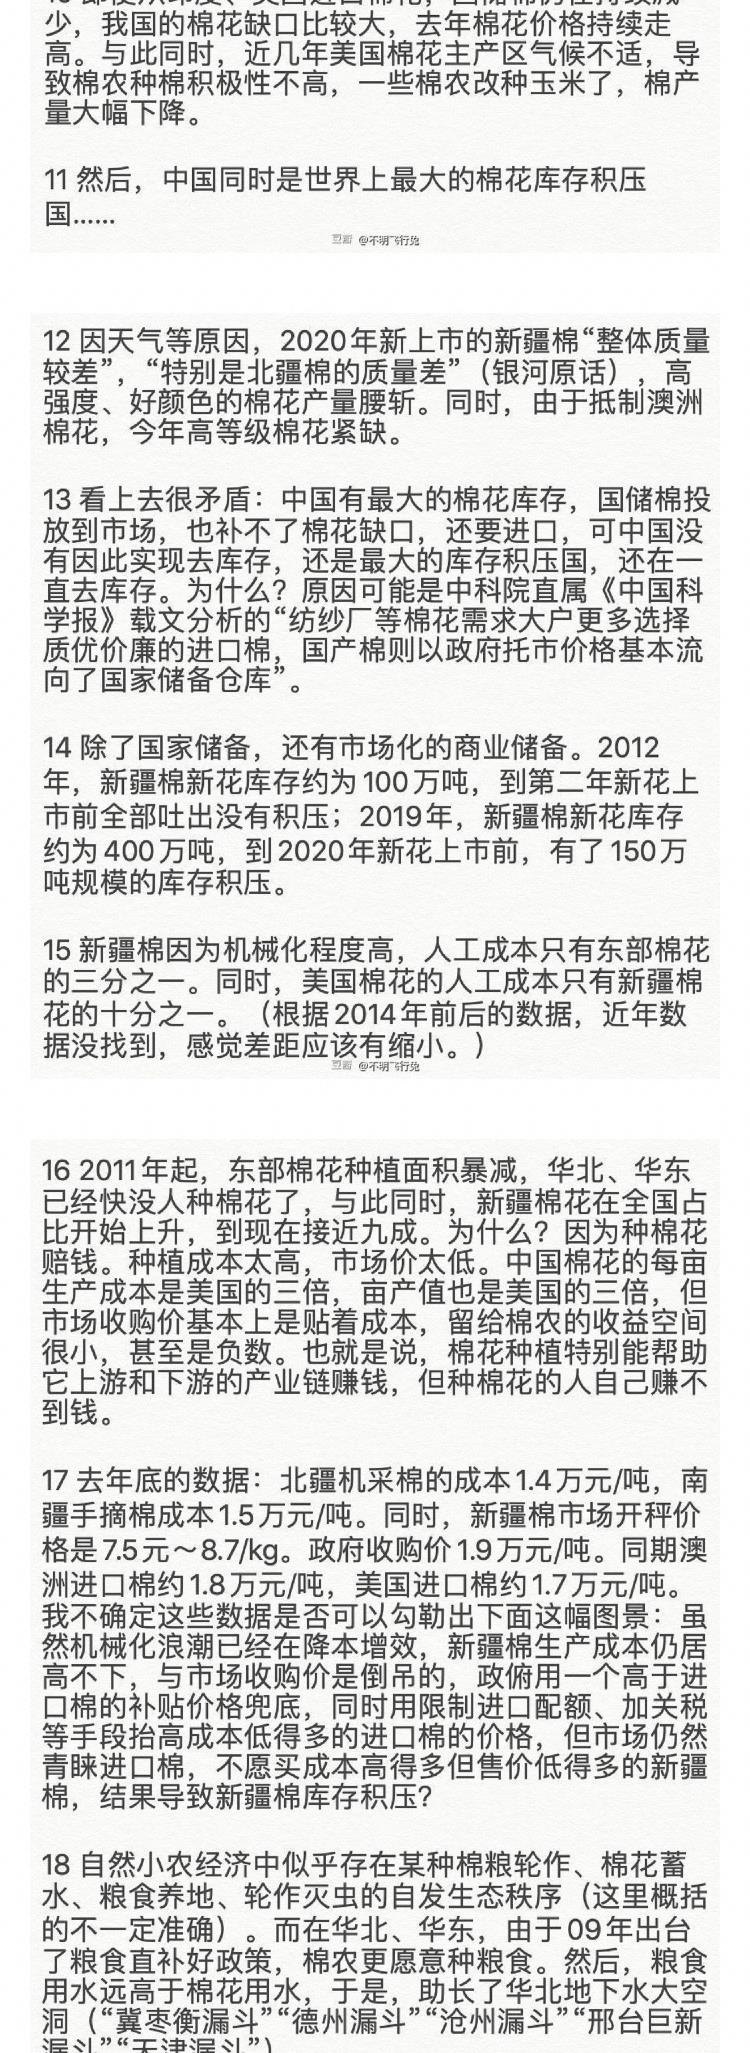 少，我国的棉花缺口比较大，去年棉花价格持续走
高。与此同时，近几年美国棉花主产区气候不适，导
致棉农种棉积极性不高，一些棉农改种玉米了，棉产
量大幅下降。
11 然后，中国同时是世界上最大的棉花库存积压
国……
豆瓣 @不明飞行兔
12 因天气等原因，2020年新上市的新疆棉“整体质量
较差”，“特别是北疆棉的质量差”（银河原话），高
强度、好颜色的棉花产量腰斩。同时，由于抵制澳洲
棉花，今年高等级棉花紧缺。
13 看上去很矛盾：中国有最大的棉花库存，国储棉投
放到市场，也补不了棉花缺口，还要进口，可中国没
有因此实现去库存，还是最大的库存积压国，还在一
直去库存。为什么？原因可能是中科院直属《中国科
学报》载文分析的“纺纱厂等棉花需求大户更多选择
质优价廉的进口棉，国产棉则以政府托市价格基本流
向了国家储备仓库”。
14 除了国家储备，还有市场化的商业储备。2012
年，新疆棉新花库存约为100万吨，到第二年新花上
市前全部吐出没有积压；2019年，新疆棉新花库存
约为400万吨，到2020年新花上市前，有了150万
吨规模的库存积压。
15 新疆棉因为机械化程度高，人工成本只有东部棉花
的三分之一。同时，美国棉花的人工成本只有新疆棉
花的十分之一。（根据2014年前后的数据，近年数
据没找到，感觉差距应该有缩小。）
豆瓣 @不明飞行兔
16 2011年起，东部棉花种植面积暴减，华北、华东
已经快没人种棉花了，与此同时，新疆棉花在全国占
比开始上升，到现在接近九成。为什么？因为种棉花
赔钱。种植成本太高，市场价太低。中国棉花的每亩
生产成本是美国的三倍，亩产值也是美国的三倍，但
市场收购价基本上是贴着成本，留给棉农的收益空间
很小，甚至是负数。也就是说，棉花种植特别能帮助
它上游和下游的产业链赚钱，但种棉花的人自己赚不
到钱。
17 去年底的数据：北疆机采棉的成本1.4万元/吨，南
疆手摘棉成本1.5万元/吨。同时，新疆棉市场开秤价
格是7.5元～8.7/kg。政府收购价1.9万元/吨。同期澳
洲进口棉约1.8万元/吨，美国进口棉约1.7万元/吨。
我不确定这些数据是否可以勾勒出下面这幅图景：虽
然机械化浪潮已经在降本增效，新疆棉生产成本仍居
高不下，与市场收购价是倒吊的，政俯用一个高于进
口棉的补贴价格兜底，同时用限制进口配额、加关税
等手段抬高成本低得多的进口棉的价格，但市场仍然
青睐进口棉，不愿买成本高得多但售价低得多的新疆
棉，结果导致新疆棉库存积压？
18 自然小农经济中似乎存在某种棉粮轮作、棉花蓄
水、粮食养地、轮作灭虫的自发生态秩序（这里概括
的不一定准确）。而在华北、华东，由于09年出台
了粮食直补好政策，棉农更愿意种粮食。然后，粮食
用水远高于棉花用水，于是，助长了华北地下水大空
洞（“冀枣衡漏斗”“德州漏斗”“沧州漏斗”“邢台巨新
漏斗”“天津漏斗”）